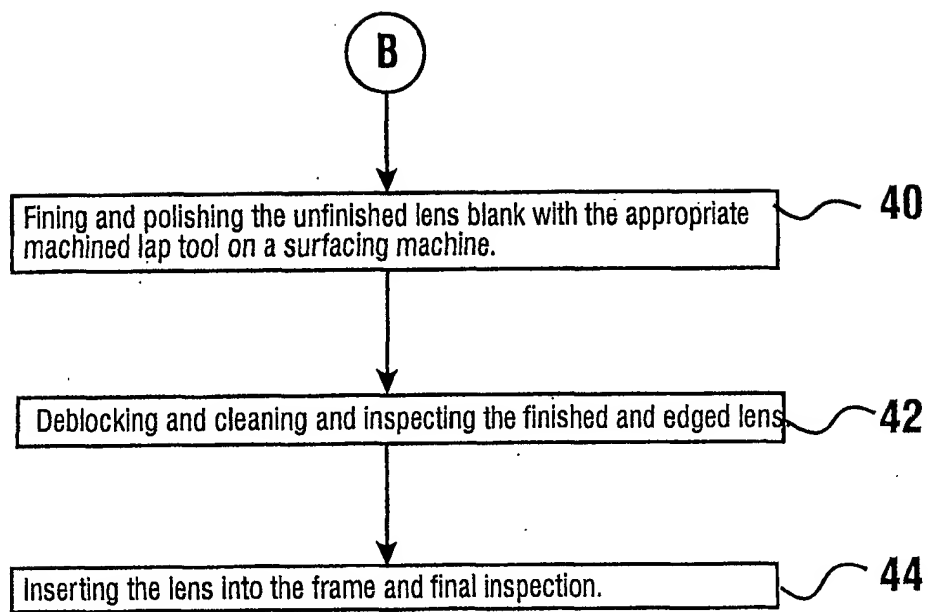 B
Fining and polishing the unfinished lens blank with the appropriate
machined lap tool on a surfacing machine.
40
Deblocking and cleaning and inspecting the finished and edged lens.
42
Inserting the lens into the frame and final inspection.
44